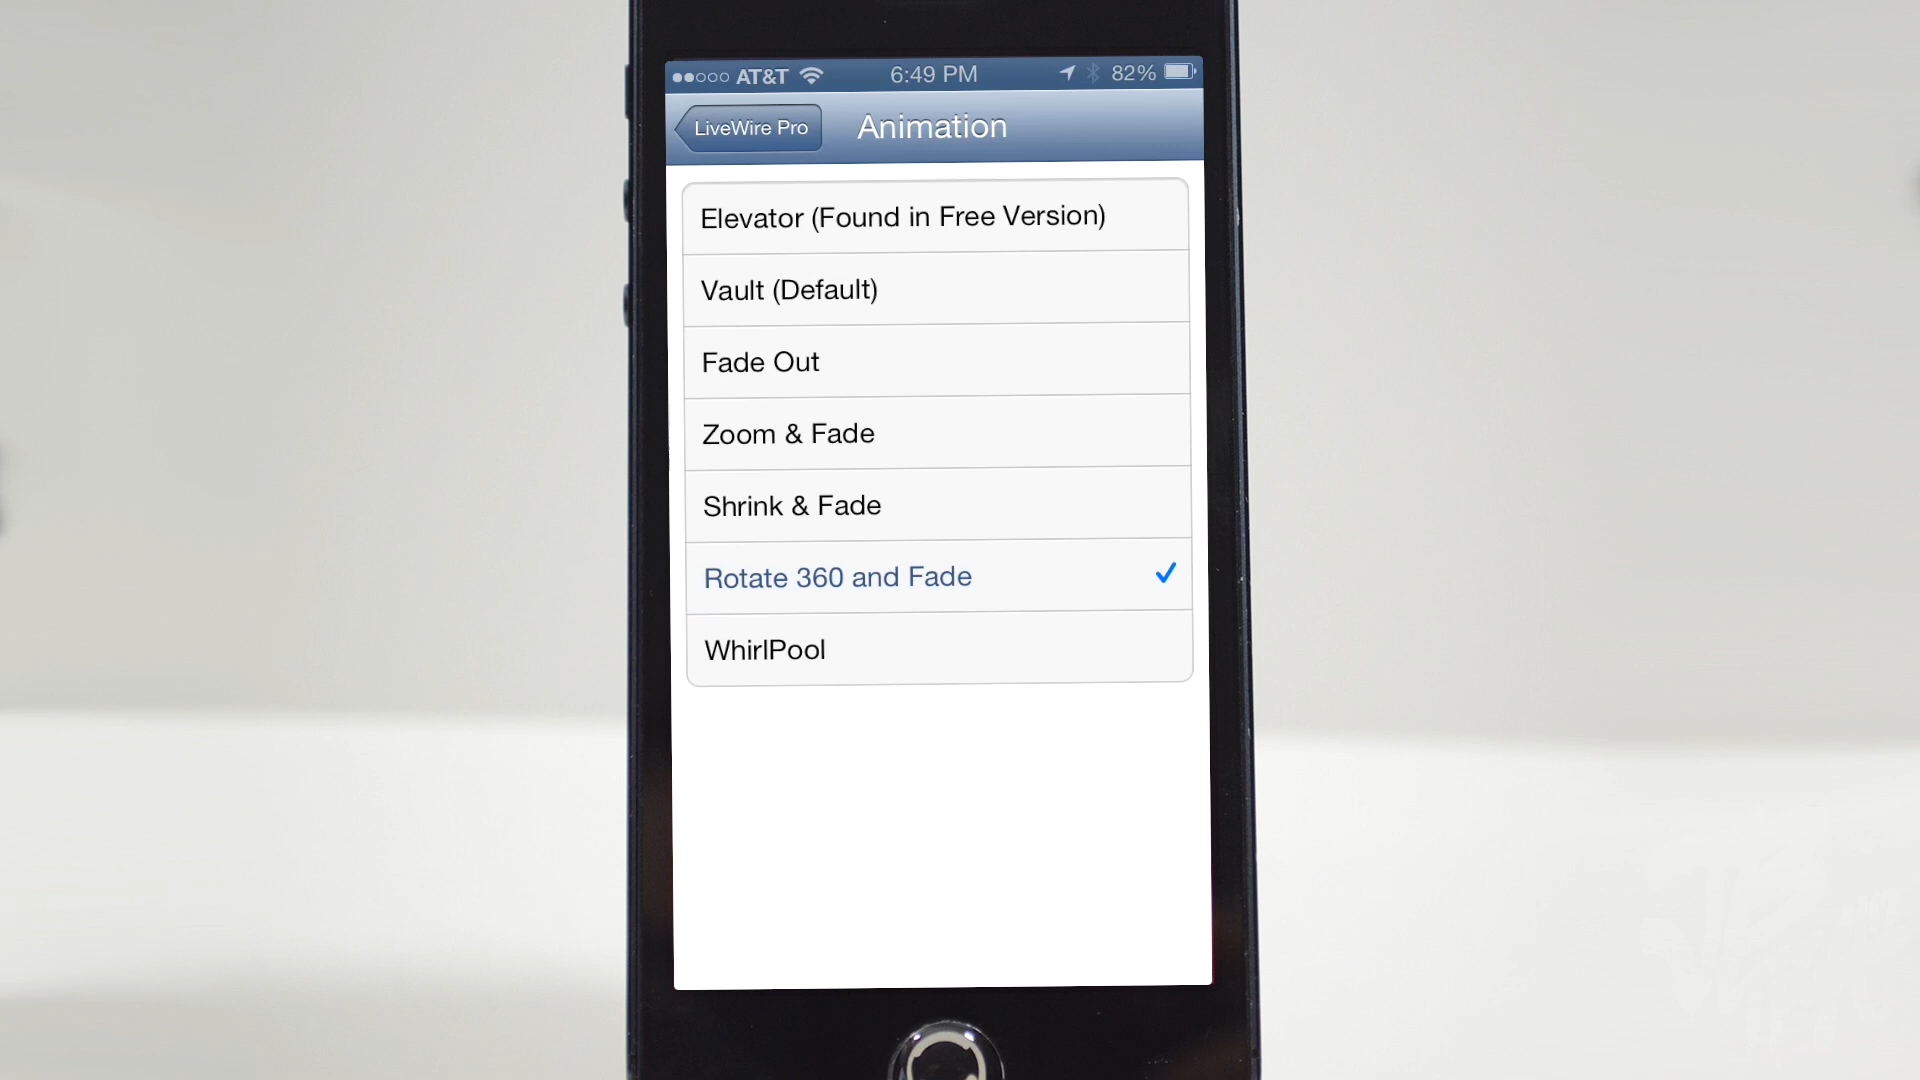 AT&T 6:49 PM 82%
LiveWire Pro Animation
Elevator (Found in Free Version)
Vault (Default)
Fade Out
Zoom & Fade
Shrink & Fade
Rotate 360 and Fade
WhirlPool